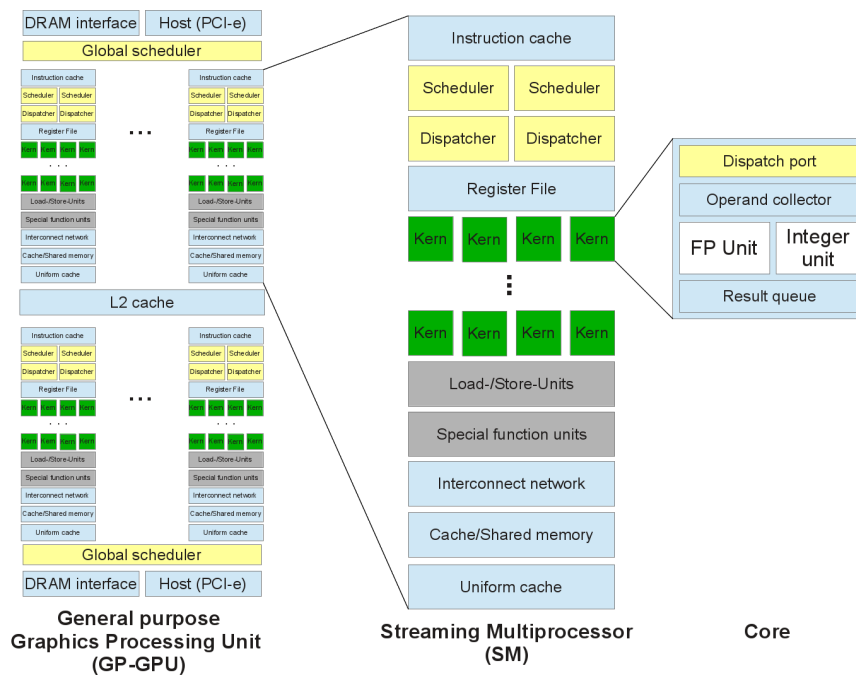 DRAM interface Host (PCI-e)
Global scheduler
Instruction cache Instruction cache
Scheduler Scheduler Scheduler Scheduler
Dispatcher Dispatcher Dispatcher Dispatcher
Register File ... Register File
Kern Kern Kern Kern Kern Kern Kern Kern
. . . . . .
Kern Kern Kern Kern Kern Kern Kern Kern
Load-/Store-Units Load-/Store-Units
Special function units Special function units
Interconnect network Interconnect network
Cache/Shared memory Cache/Shared memory
Uniform cache Uniform cache
L2 cache
Instruction cache Instruction cache
Scheduler Scheduler Scheduler Scheduler
Dispatcher Dispatcher Dispatcher Dispatcher
Register File ... Register File
Kern Kern Kern Kern Kern Kern Kern Kern
. . . . . .
Kern Kern Kern Kern Kern Kern Kern Kern
Load-/Store-Units Load-/Store-Units
Special function units Special function units
Interconnect network Interconnect network
Cache/Shared memory Cache/Shared memory
Uniform cache Uniform cache
Global scheduler
DRAM interface Host (PCI-e)
General purpose
Graphics Processing Unit
(GP-GPU)
Instruction cache
Scheduler Scheduler
Dispatcher Dispatcher
Register File
Kern Kern Kern Kern
...
Kern Kern Kern Kern
Load-/Store-Units
Special function units
Interconnect network
Cache/Shared memory
Uniform cache
Streaming Multiprocessor
(SM)
Dispatch port
Operand collector
FP Unit Integer
unit
Result queue
Core